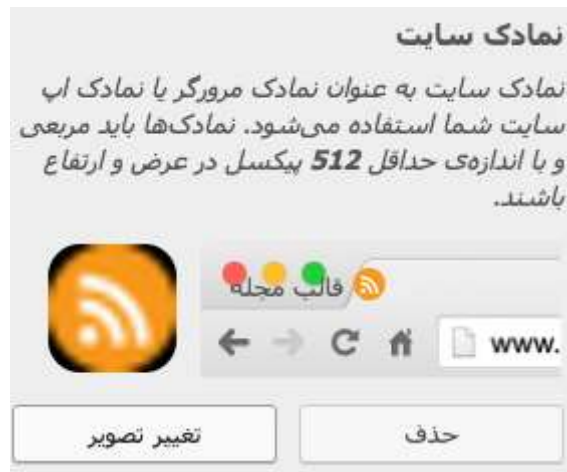 نمادک سایت
نمادک سایت به عنوان نمادک مرورگر یا نمادک اپ
سایت شما استفاده می‌شود. نمادک‌ها باید مربعی
و با اندازه‌ی حداقل 512 پیکسل در عرض و ارتفاع
باشند.
قالب مجله
www.
تغییر تصویر
حذف